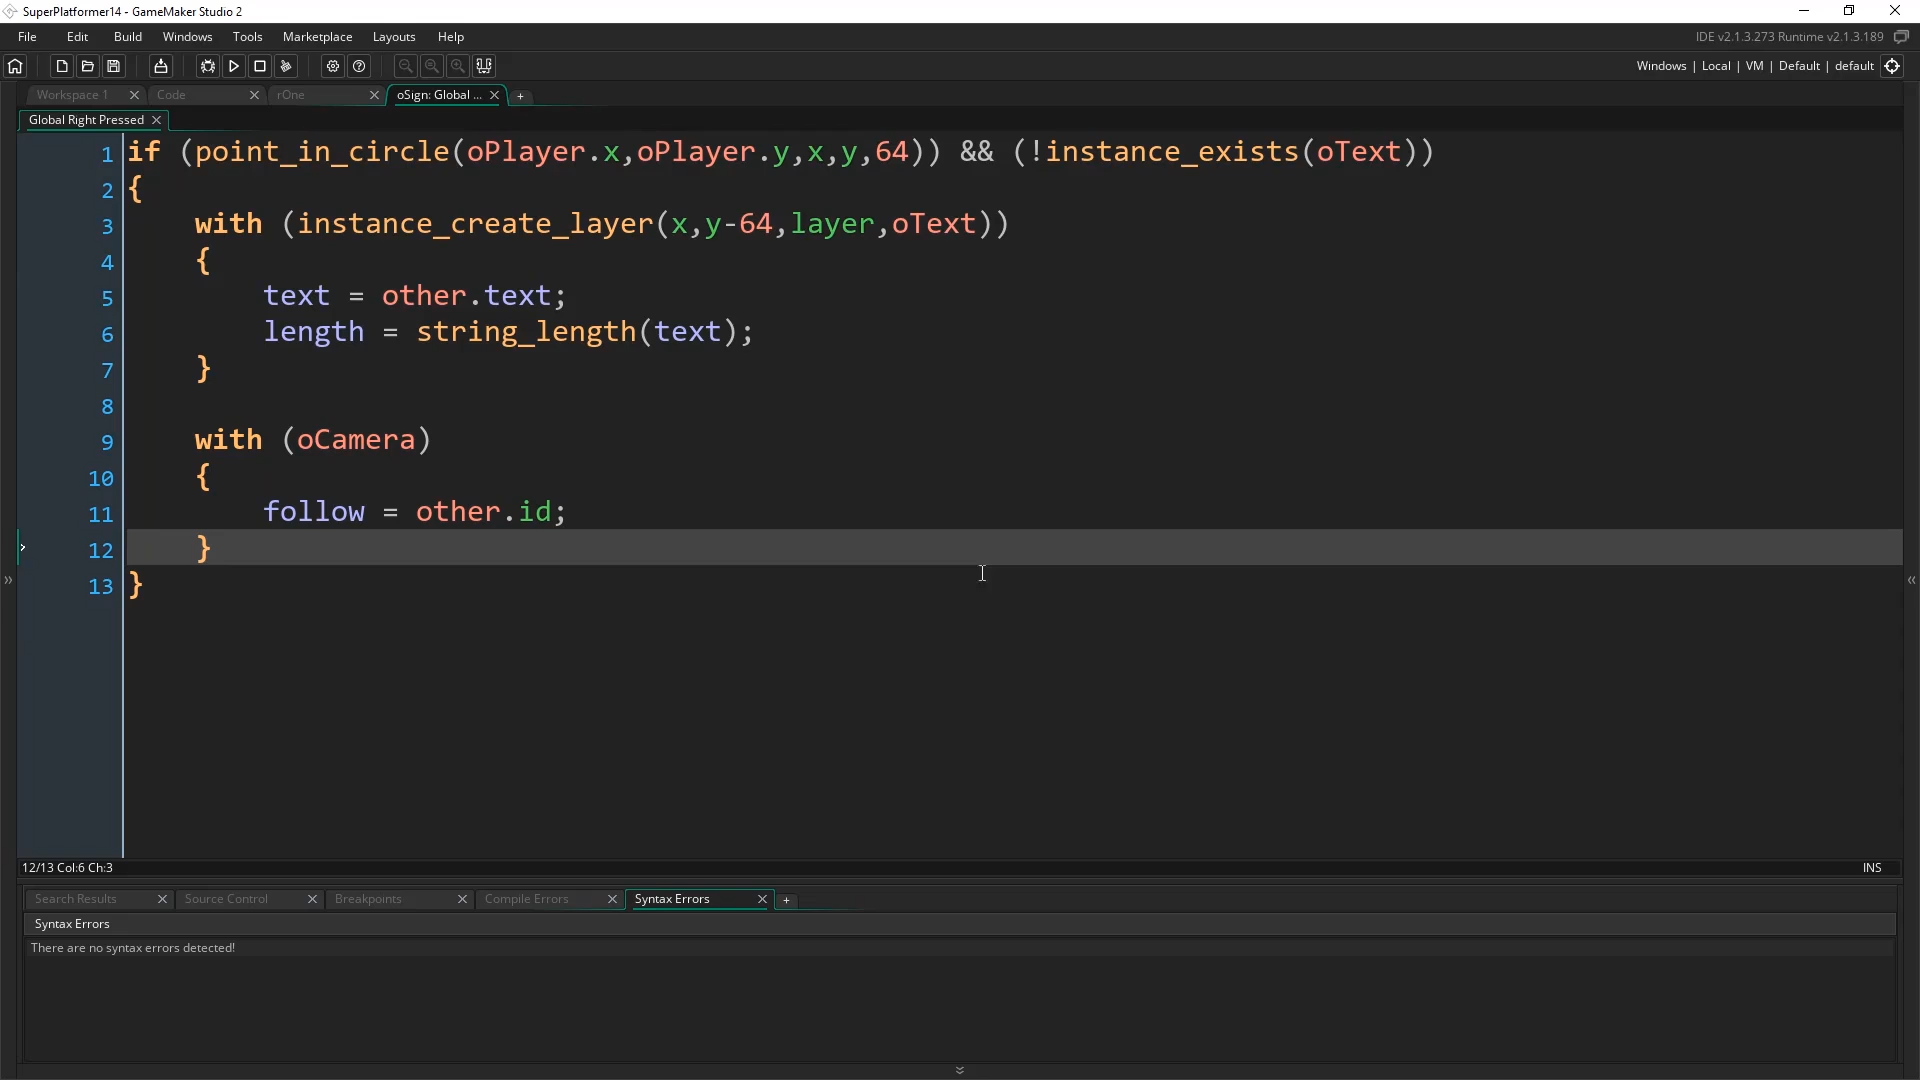 SuperPlatformer14 - GameMaker Studio 2
File Edit Build Windows Tools Marketplace Layouts Help
IDE v2.1.3.273 Runtime v2.1.3.189
Windows | Local | VM | Default | default
Workspace 1 Code rOne oSign: Global ... +
Global Right Pressed
1 if (point_in_circle(oPlayer.x,oPlayer.y,x,y,64)) && (!instance_exists(oText))
2 {
3     with (instance_create_layer(x,y-64,layer,oText))
4     {
5         text = other.text;
6         length = string_length(text);
7     }
8
9     with (oCamera)
10     {
11         follow = other.id;
12     }
13 }
12/13 Col:6 Ch:3
INS
Search Results Source Control Breakpoints Compile Errors Syntax Errors +
Syntax Errors
There are no syntax errors detected!